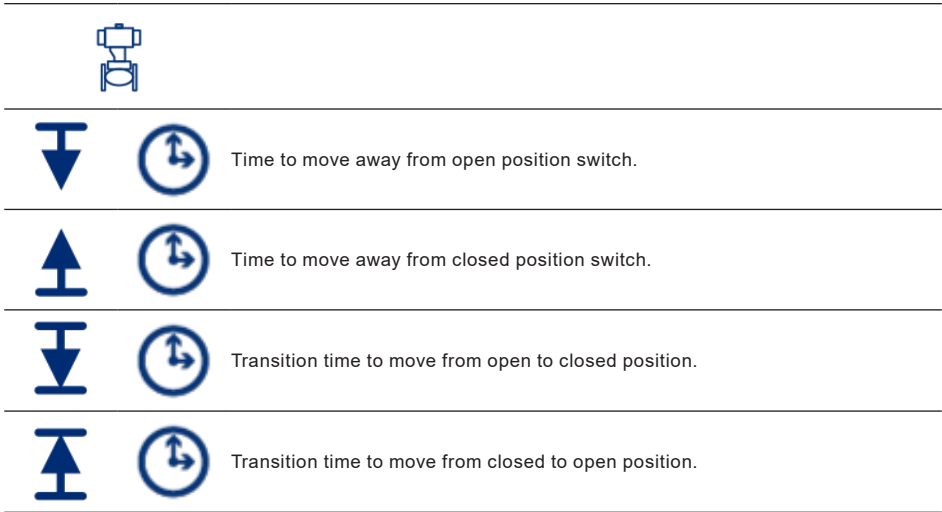 Time to move away from open position switch.
Time to move away from closed position switch.
Transition time to move from open to closed position.
Transition time to move from closed to open position.